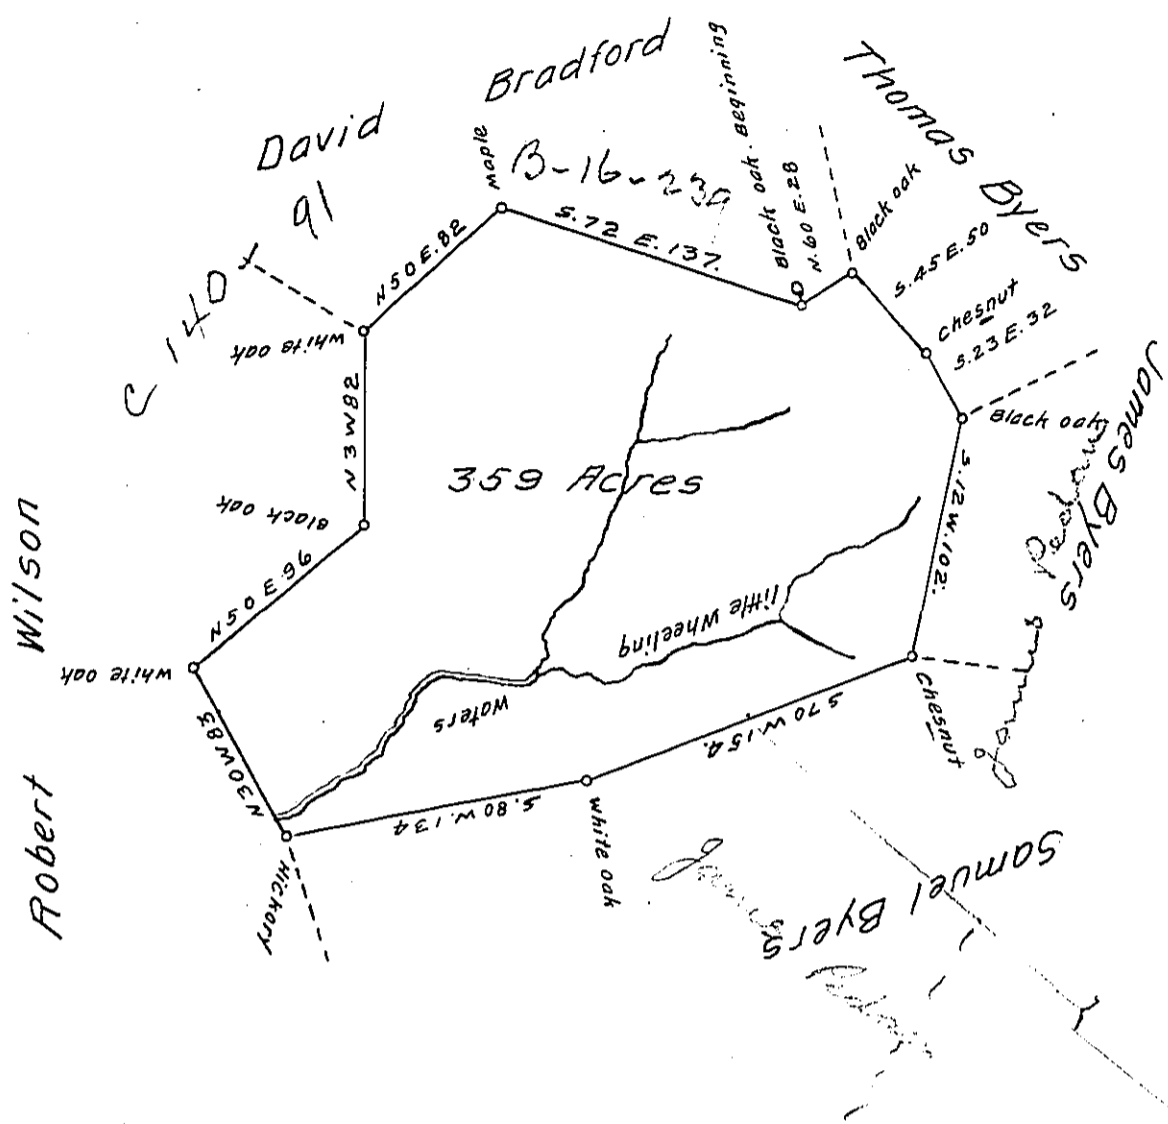 David Bradford
91
B-16-239
C 140
Thomas Byers
James Byers
Samuel Byers
Robert Wilson
Black oak. Beginning
N.60 E.28
Black oak
S.45 E.50
chesnut
S.23 E.32
Black oak
S.12 W.102.
chesnut
S.70 W.154.
White oak
S.80 W.134
Hickory
N30W83
White oak
N50E.96
Black oak
N3W82
White oak
N50E.82
Maple
S.72 E.137.
359 Acres
Waters
little Wheeling
James
James